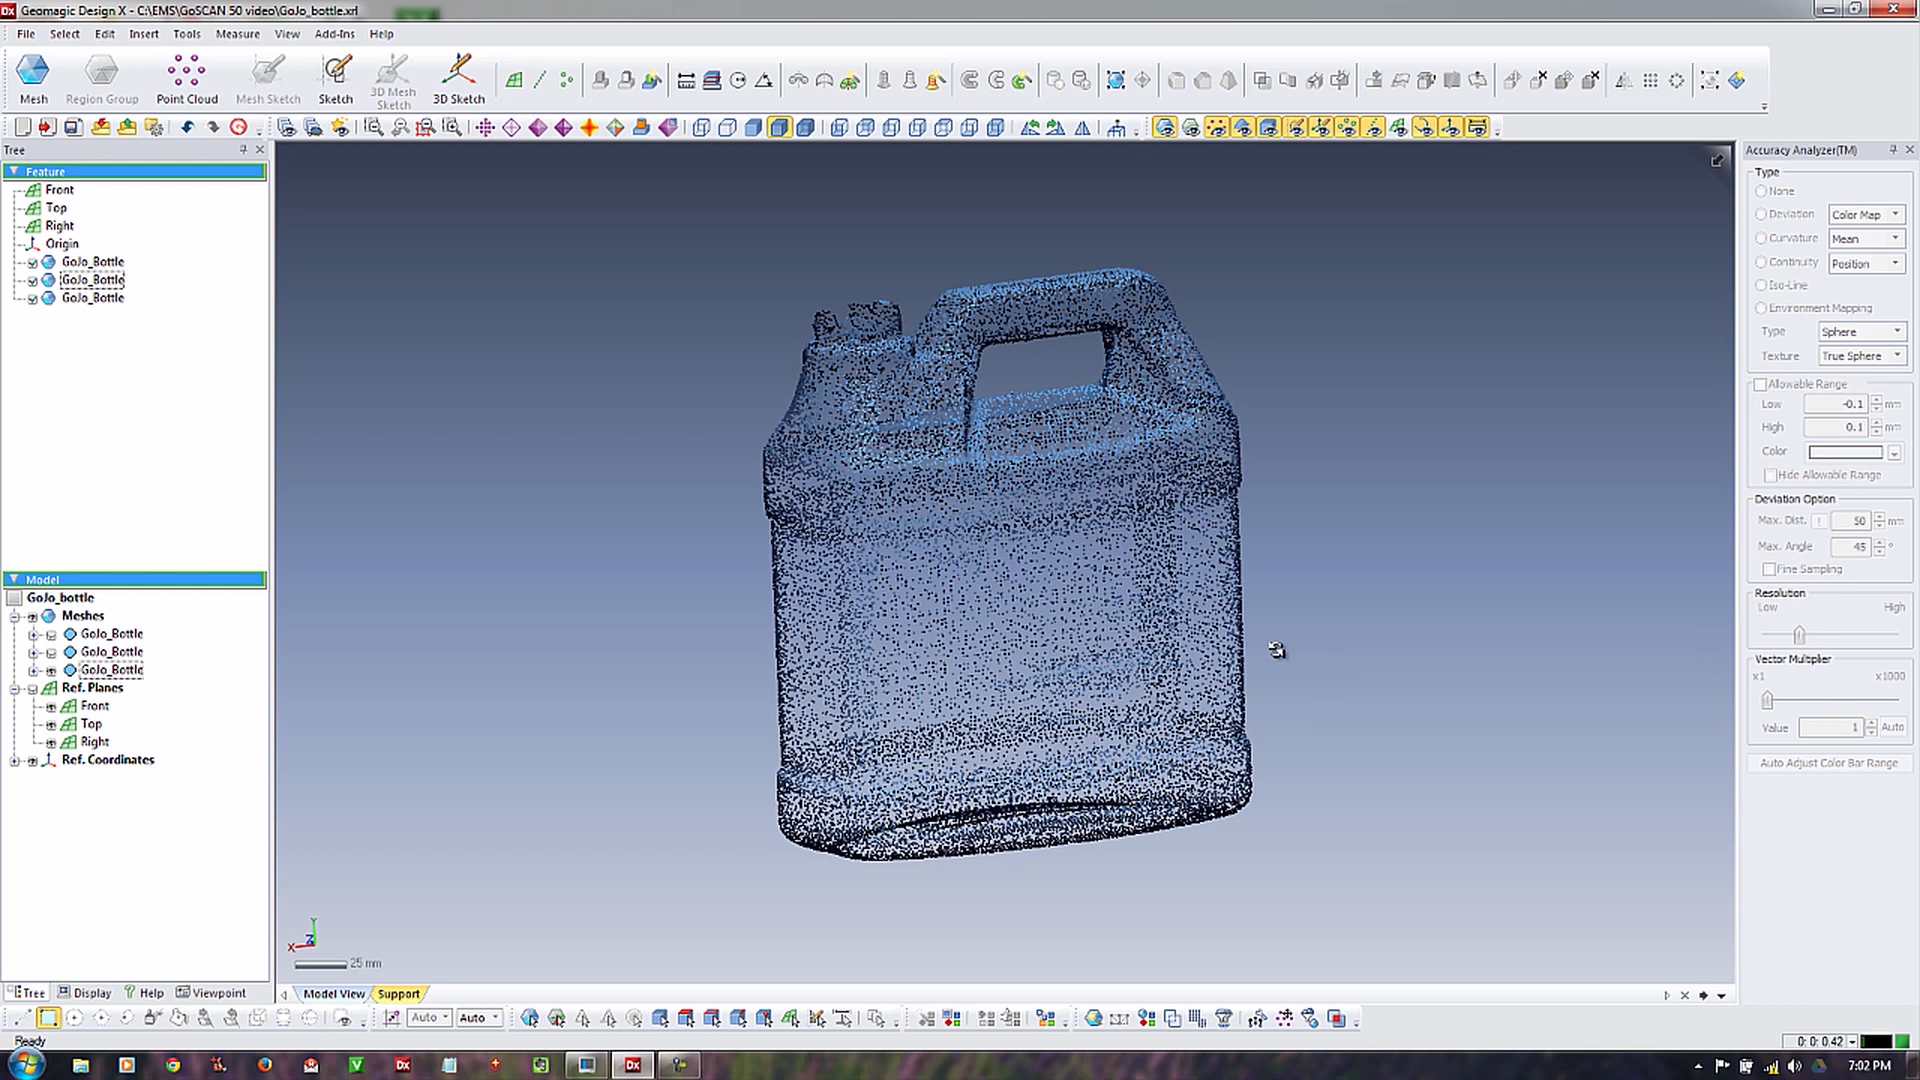 Geomagic Design X - C:\EMS\GoSCAN 50 video\GoJo_bottle.xrl
File Select Edit Insert Tools Measure View Add-Ins Help
Mesh Region Group Point Cloud Mesh Sketch Sketch 3D Mesh Sketch 3D Sketch
Tree
Feature
Front
Top
Right
Origin
GoJo_Bottle
GoJo_Bottle
GoJo_Bottle
Model
GoJo_bottle
Meshes
GoJo_Bottle
GoJo_Bottle
GoJo_Bottle
Ref. Planes
Front
Top
Right
Ref. Coordinates
Tree Display Help Viewpoint
Y
X Z
25 mm
Model View Support
Accuracy Analyzer(TM)
Type
None
Deviation Color Map
Curvature Mean
Continuity Position
Iso-Line
Environment Mapping
Type Sphere
Texture True Sphere
Allowable Range
Low -0.1 mm
High 0.1 mm
Color
Hide Allowable Range
Deviation Option
Max. Dist. ! 50 mm
Max. Angle 45 °
Fine Sampling
Resolution
Low High
Vector Multiplier
x1 x1000
Value 1 Auto
Auto Adjust Color Bar Range
Auto Auto
Ready
0: 0: 0.42
Dx Dx
7:02 PM